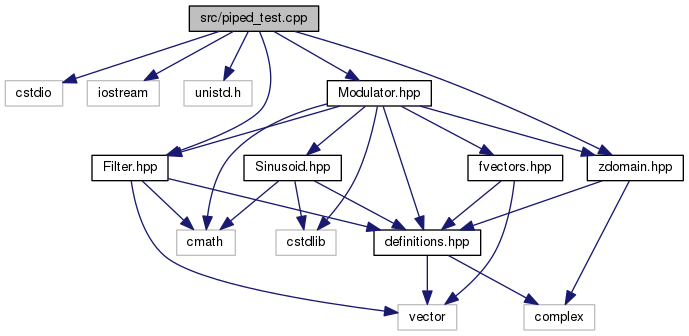 src/piped_test.cpp
cstdio
iostream
unistd.h
Modulator.hpp
Filter.hpp
Sinusoid.hpp
fvectors.hpp
zdomain.hpp
cmath
cstdlib
definitions.hpp
vector
complex